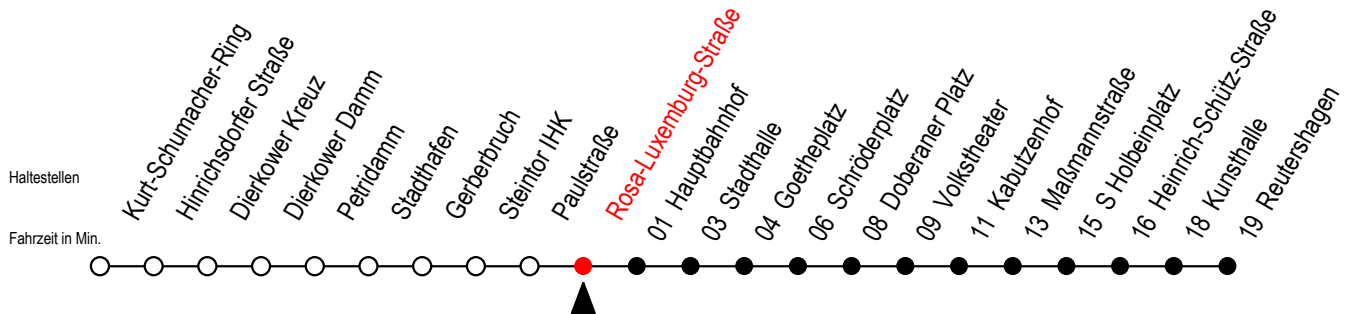 Haltestellen
Fahrzeit in Min.
Kurt-Schumacher-Ring
Hinrichsdorfer Straße
Dierkower Kreuz
Dierkower Damm
Petridamm
Stadthafen
Gerberbruch
Steintor IHK
Paulstraße
Rosa-Luxemburg-Straße
01 Hauptbahnhof
03 Stadthalle
04 Goetheplatz
06 Schröderplatz
08 Doberaner Platz
09 Volkstheater
11 Kabutzenhof
13 Maßmannstraße
15 S Holbeinplatz
16 Heinrich-Schütz-Straße
18 Kunsthalle
19 Reutershagen